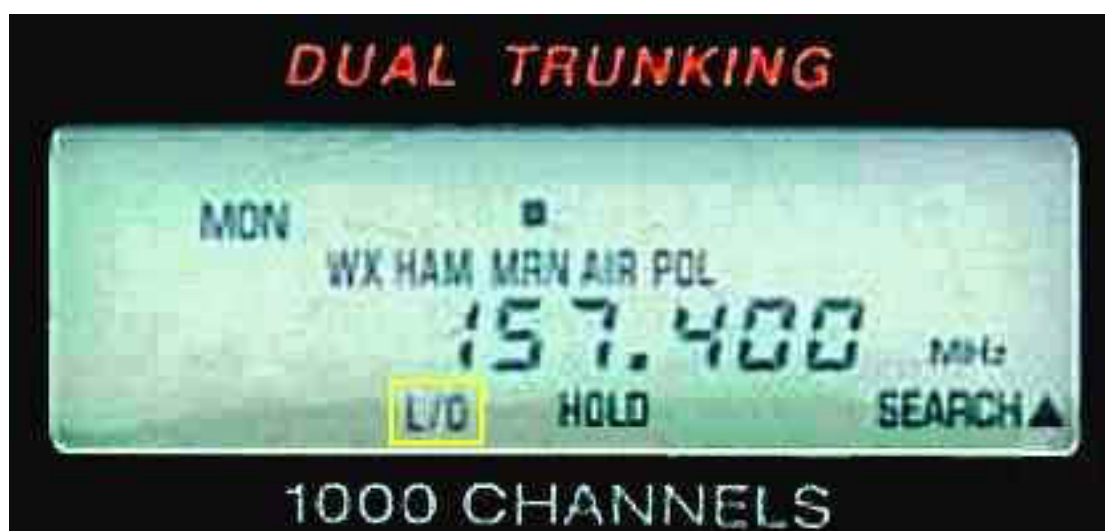 DUAL TRUNKING
MON
WX HAM MRN AIR POL
157.400 MHz
L/O HOLD SEARCH▲
1000 CHANNELS